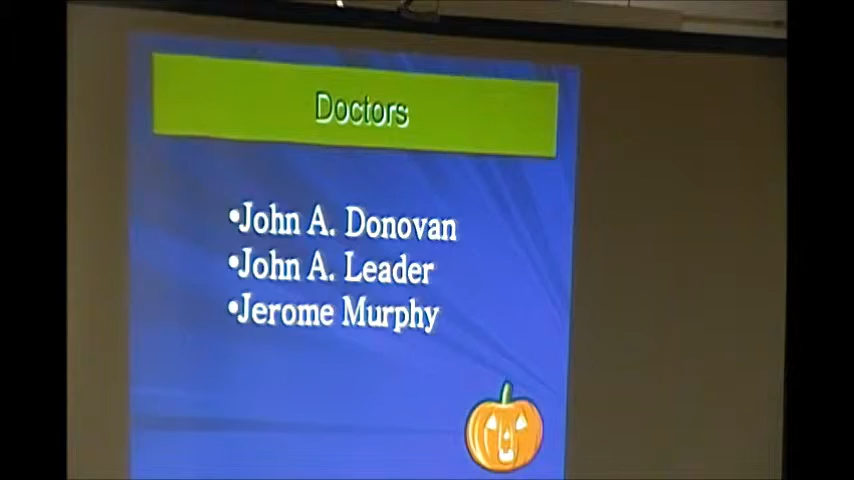 Doctors
•John A. Donovan
•John A. Leader
•Jerome Murphy